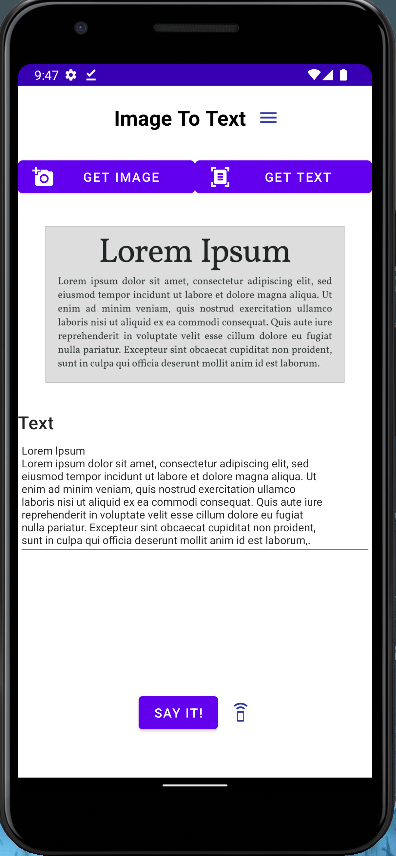 9:47
Image To Text
GET IMAGE
GET TEXT
Lorem Ipsum
Lorem ipsum dolor sit amet, consectetur adipiscing elit, sed
eiusmod tempor incidunt ut labore et dolore magna aliqua. Ut
enim ad minim veniam, quis nostrud exercitation ullamco
laboris nisi ut aliquid ex ea commodi consequat. Quis aute iure
reprehenderit in voluptate velit esse cillum dolore eu fugiat
nulla pariatur. Excepteur sint obcaecat cupiditat non proident,
sunt in culpa qui officia deserunt mollit anim id est laborum.
Text
Lorem Ipsum
Lorem ipsum dolor sit amet, consectetur adipiscing elit, sed
eiusmod tempor incidunt ut labore et dolore magna aliqua. Ut
enim ad minim veniam, quis nostrud exercitation ullamco
laboris nisi ut aliquid ex ea commodi consequat. Quis aute iure
reprehenderit in voluptate velit esse cillum dolore eu fugiat
nulla pariatur. Excepteur sint obcaecat cupiditat non proident,
sunt in culpa qui officia deserunt mollit anim id est laborum,.
SAY IT!